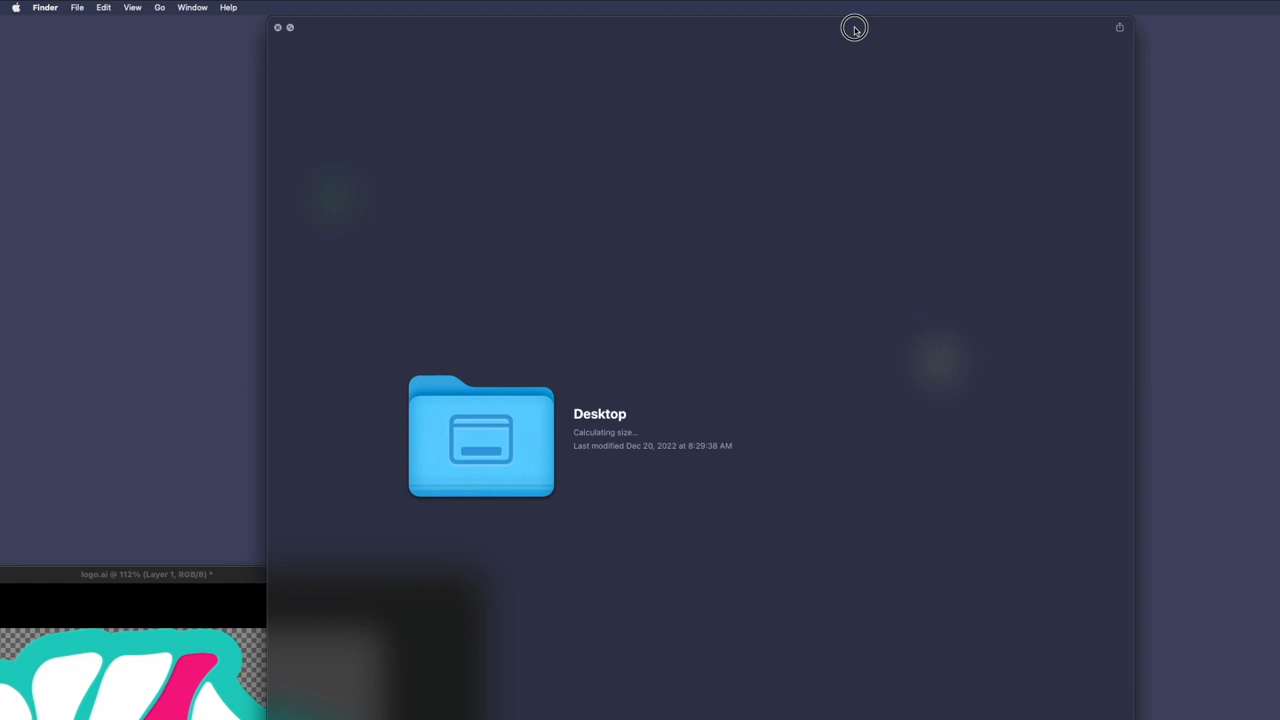 Finder File Edit View Go Window Help
Desktop
Calculating size...
Last modified Dec 20, 2022 at 8:29:38 AM
logo.ai @ 112% (Layer 1, RGB/8) *